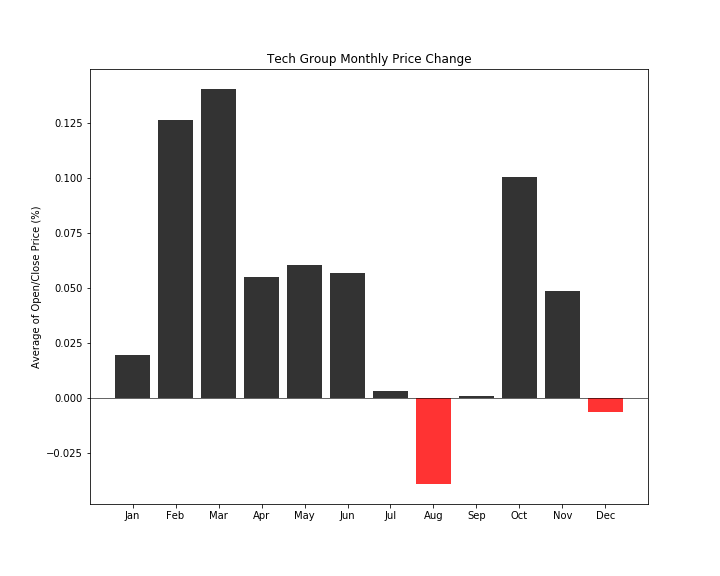 Tech Group Monthly Price Change
Average of Open/Close Price (%)
0.125
0.100
0.075
0.050
0.025
0.000
−0.025
Jan Feb Mar Apr May Jun Jul Aug Sep Oct Nov Dec